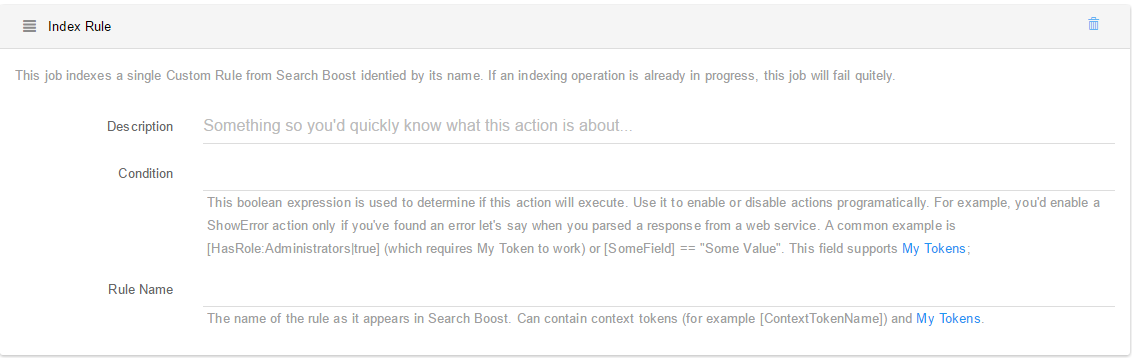 Index Rule
This job indexes a single Custom Rule from Search Boost identied by its name. If an indexing operation is already in progress, this job will fail quitely.
Description
Something so you'd quickly know what this action is about...
Condition
This boolean expression is used to determine if this action will execute. Use it to enable or disable actions programatically. For example, you'd enable a
ShowError action only if you've found an error let's say when you parsed a response from a web service. A common example is
[HasRole:Administrators|true] (which requires My Token to work) or [SomeField] == "Some Value". This field supports My Tokens;
Rule Name
The name of the rule as it appears in Search Boost. Can contain context tokens (for example [ContextTokenName]) and My Tokens.